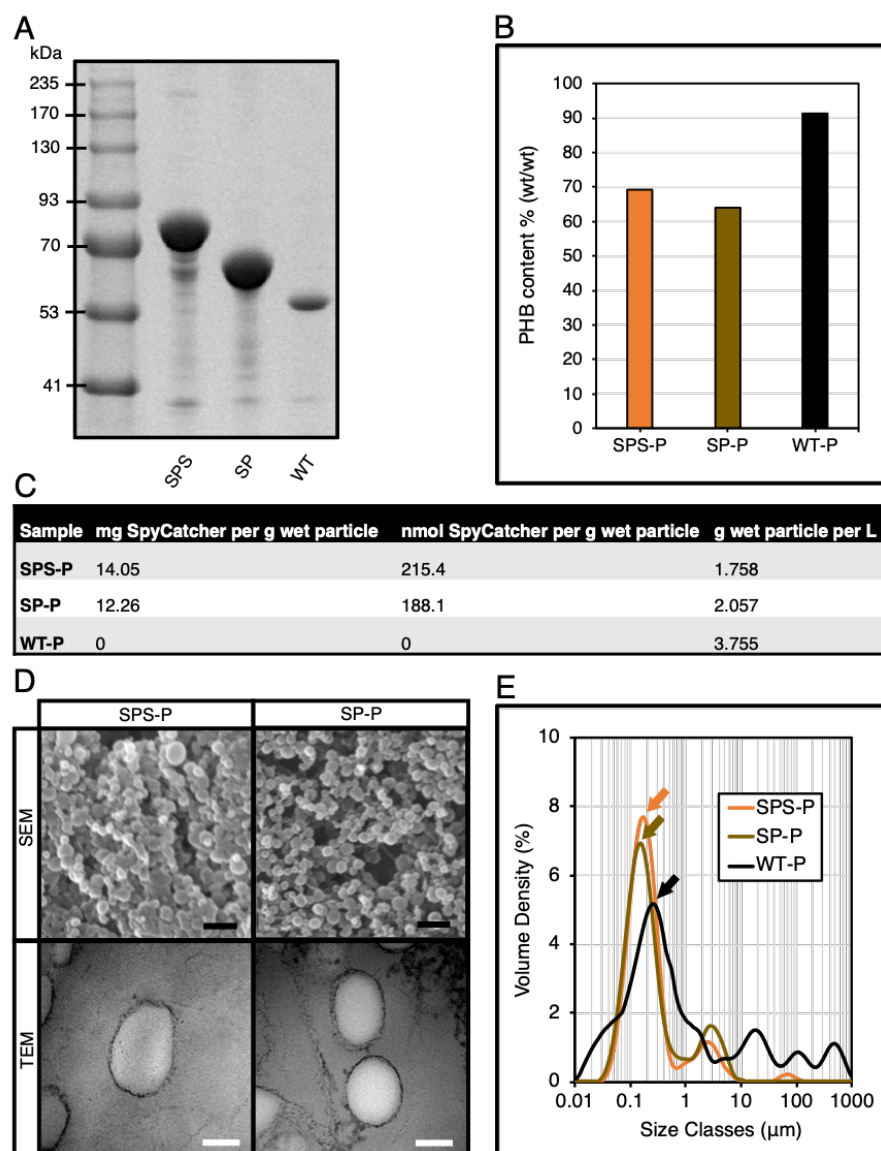 A
kDa
235
170
130
93
70
53
41
SPS
SP
WT
B
PHB content % (wt/wt)
100
90
80
70
60
50
40
30
20
10
0
SPS-P
SP-P
WT-P
C
Sample mg SpyCatcher per g wet particle nmol SpyCatcher per g wet particle g wet particle per L
SPS-P 14.05 215.4 1.758
SP-P 12.26 188.1 2.057
WT-P 0 0 3.755
D
SPS-P
SP-P
SEM
TEM
E
Volume Density (%)
10
8
6
4
2
0
SPS-P
SP-P
WT-P
0.01
0.1
1
10
100
1000
Size Classes (µm)